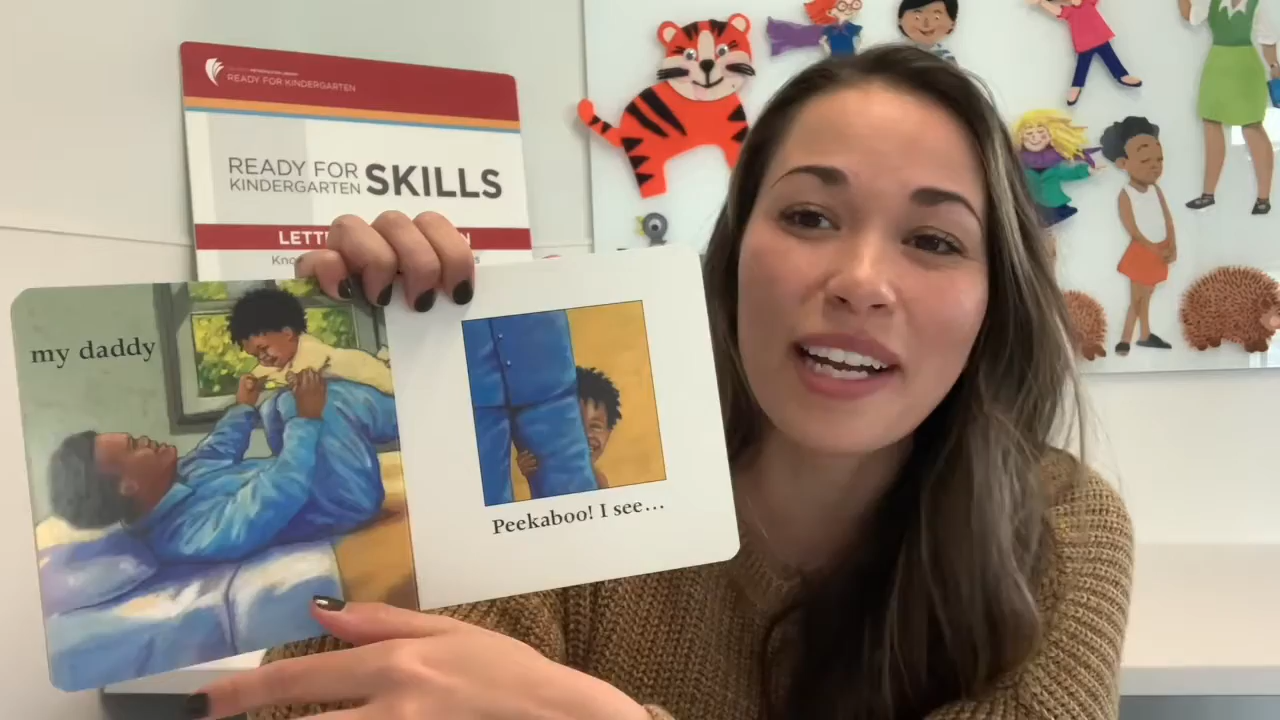 READY FOR KINDERGARTEN
READY FOR
KINDERGARTEN
SKILLS
my daddy
Peekaboo! I see...